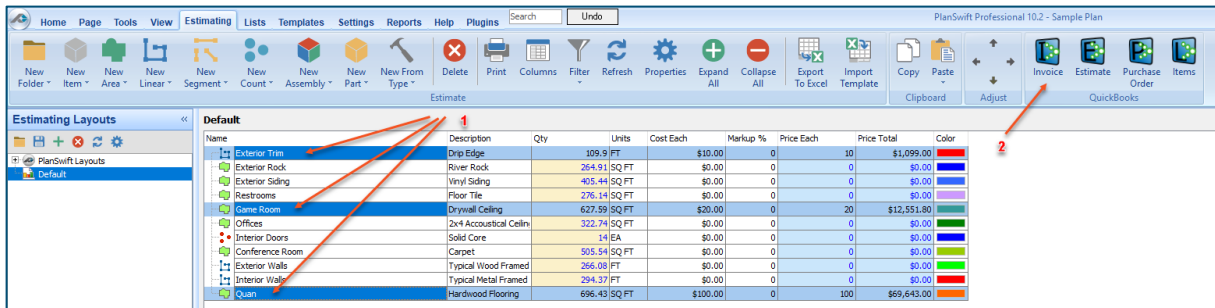 Home Page Tools View Estimating Lists Templates Settings Reports Help Plugins Search Undo PlanSwift Professional 10.2 - Sample Plan
New Folder New Item New Area New Linear New Segment New Count New Assembly New Part New From Type Delete Print Columns Filter Refresh Properties Expand All Collapse All Export To Excel Import Template Copy Paste Invoice Estimate Purchase Order Items
Estimate Clipboard Adjust QuickBooks
Estimating Layouts « Default 1 2
Name Description Qty Units Cost Each Markup % Price Each Price Total Color
PlanSwift Layouts
Default
Exterior Trim Drip Edge 109.9 FT $10.00 0 10 $1,099.00
Exterior Rock River Rock 264.91 SQ FT $0.00 0 0 $0.00
Exterior Siding Vinyl Siding 405.44 SQ FT $0.00 0 0 $0.00
Restrooms Floor Tile 276.14 SQ FT $0.00 0 0 $0.00
Game Room Drywall Ceiling 627.59 SQ FT $20.00 0 20 $12,551.80
Offices 2x4 Accoustical Ceilin 322.74 SQ FT $0.00 0 0 $0.00
Interior Doors Solid Core 14 EA $0.00 0 0 $0.00
Conference Room Carpet 505.54 SQ FT $0.00 0 0 $0.00
Exterior Walls Typical Wood Framed 266.08 FT $0.00 0 0 $0.00
Interior Walls Typical Metal Framed 294.37 FT $0.00 0 0 $0.00
Quan Hardwood Flooring 696.43 SQ FT $100.00 0 100 $69,643.00